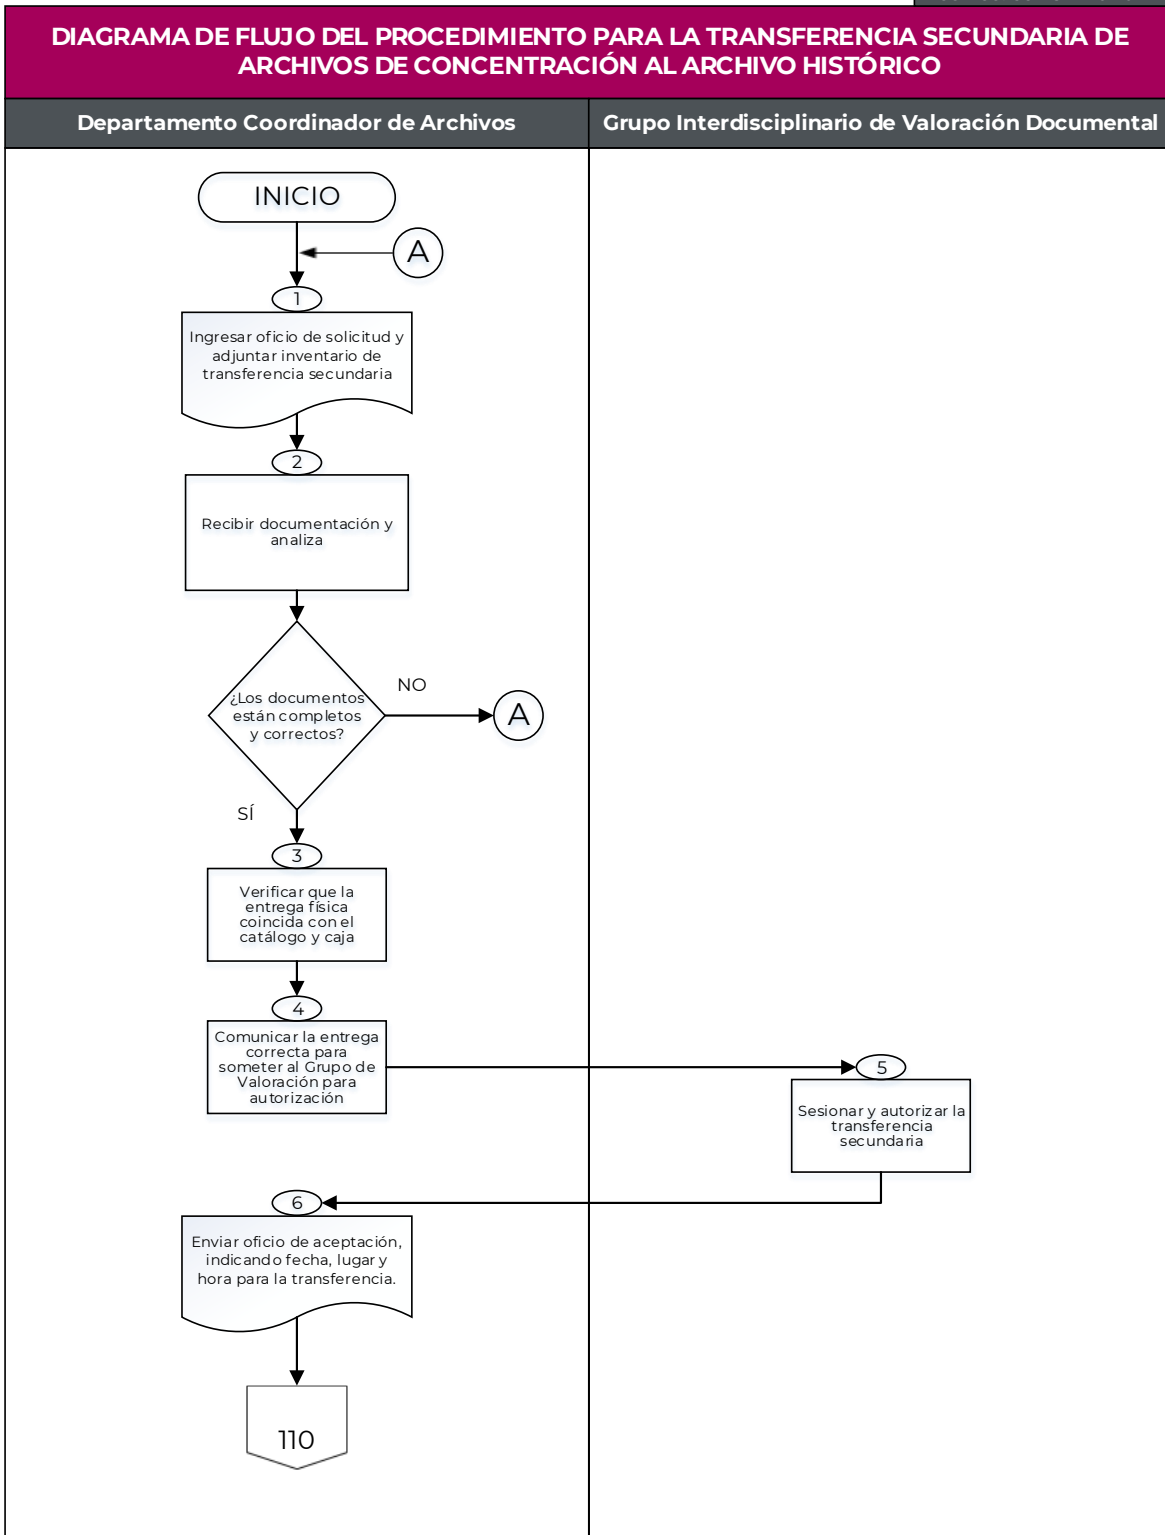 DIAGRAMA DE FLUJO DEL PROCEDIMIENTO PARA LA TRANSFERENCIA SECUNDARIA DE
ARCHIVOS DE CONCENTRACIÓN AL ARCHIVO HISTÓRICO
Departamento Coordinador de Archivos
Grupo Interdisciplinario de Valoración Documental
INICIO
A
1
Ingresar oficio de solicitud y
adjuntar inventario de
transferencia secundaria
2
Recibir documentación y
analiza
¿Los documentos
están completos
y correctos?
NO
A
SÍ
3
Verificar que la
entrega física
coincida con el
catálogo y caja
4
Comunicar la entrega
correcta para
someter al Grupo de
Valoración para
autorización
5
Sesionar y autorizar la
transferencia
secundaria
6
Enviar oficio de aceptación,
indicando fecha, lugar y
hora para la transferencia.
110